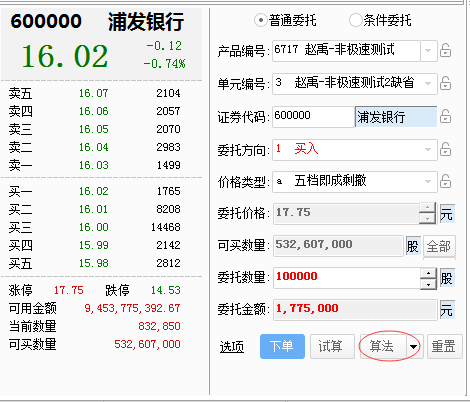 600000 浦发银行
16.02 -0.12
-0.74%
卖五 16.07 2104
卖四 16.06 2057
卖三 16.05 2070
卖二 16.04 2983
卖一 16.03 1499
买一 16.02 1765
买二 16.01 8208
买三 16.00 14468
买四 15.99 2142
买五 15.98 2812
涨停 17.75 跌停 14.53
可用金额 9,453,775,392.67
当前数量 832,850
可买数量 532,607,000
普通委托 条件委托
产品编号: 6717 赵禹-非极速测试
单元编号: 3 赵禹-非极速测试2缺省
证券代码: 600000 浦发银行
委托方向: 1 买入
价格类型: a 五档即成剩撤
委托价格: 17.75 元
可买数量: 532,607,000 股 全部
委托数量: 100000 股
委托金额: 1,775,000 元
选项 下单 试算 算法 重置